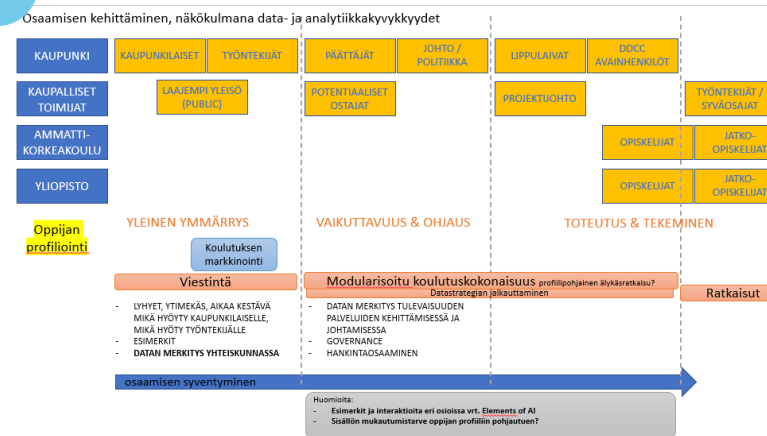 Osaamisen kehittäminen, näkökulmana data- ja analytiikkakyvykkyydet
KAUPUNKI
KAUPUNKILAISET
TYÖNTEKIJÄT
PÄÄTTÄJÄT
JOHTO /
POLITIIKKA
LIPPULAIVAT
DDCC
AVAINHENKILÖT
KAUPALLISET
TOIMIJAT
LAAJEMPI YLEISÖ
(PUBLIC)
POTENTIAALISET
OSTAJAT
PROJEKTIJOHTO
TYÖNTEKIJÄT /
SYVÄOSAJAT
AMMATTI-
KORKEAKOULU
OPISKELIJAT
JATKO-
OPISKELIJAT
YLIOPISTO
OPISKELIJAT
JATKO-
OPISKELIJAT
Oppijan
profiliointi
YLEINEN YMMÄRRYS
VAIKUTTAVUUS & OHJAUS
TOTEUTUS & TEKEMINEN
Koulutuksen
markkinointi
Viestintä
Modularisoitu koulutuskokonaisuus profiilipohjainen älykäsratkaisu?
Datastrategian jalkauttaminen
Ratkaisut
- LYHYET, YTIMEKÄS, AIKAA KESTÄVÄ
MIKÄ HYÖTY KAUPUNKILAISELLE,
MIKÄ HYÖTY TYÖNTEKIJÄLLE
- ESIMERKIT
- DATAN MERKITYS YHTEISKUNNASSA
- DATAN MERKITYS TULEVAISUUDEN
PALVELUIDEN KEHITTÄMISESSÄ JA
JOHTAMISESSA
- GOVERNANCE
- HANKINTAOSAAMINEN
osaamisen syventyminen
Huomioita:
- Esimerkit ja interaktioita eri osioissa vrt. Elements of AI
- Sisällön mukautumistarve oppijan profiiliin pohjautuen?